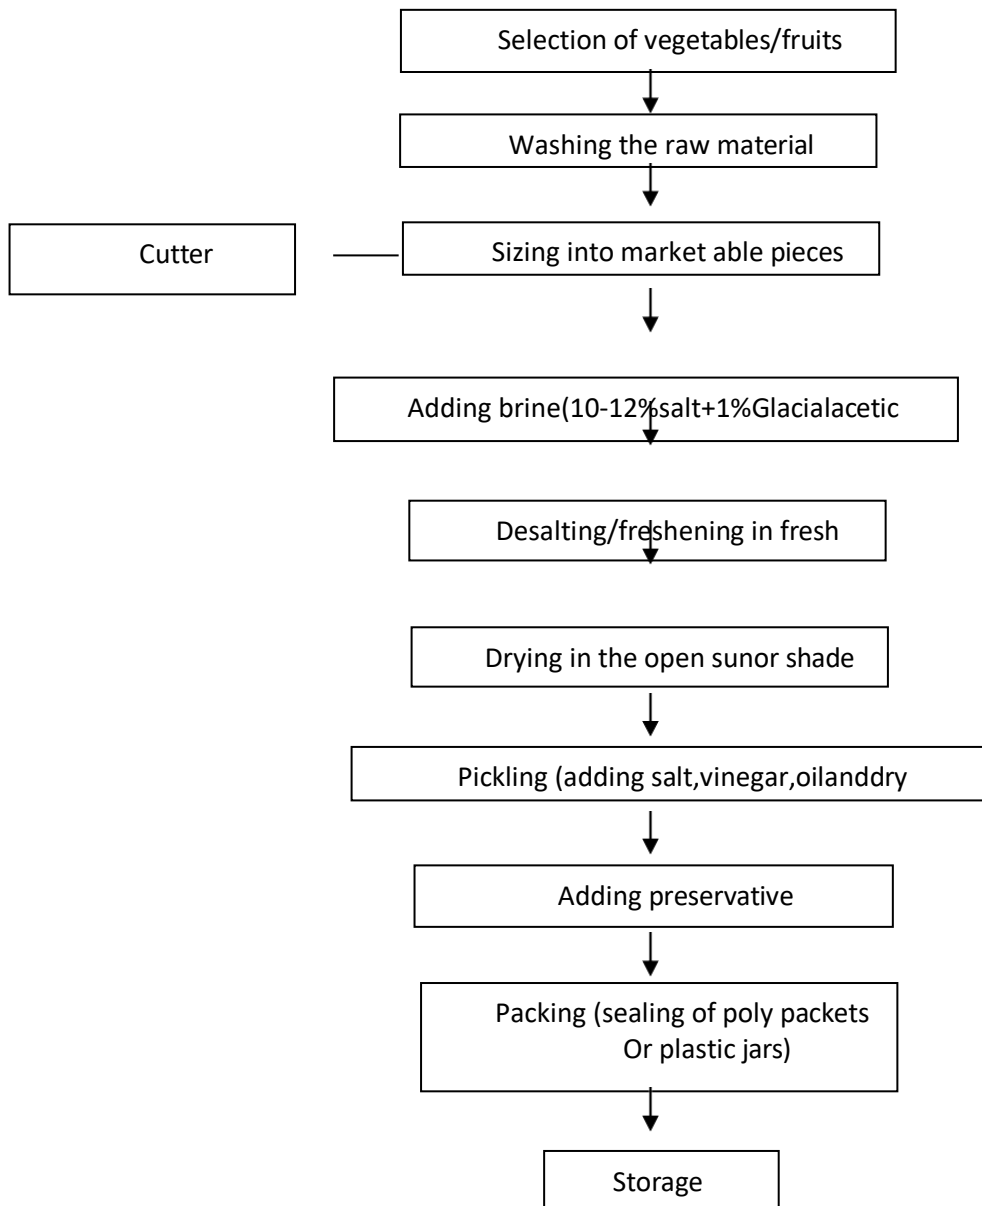 Selection of vegetables/fruits
Washing the raw material
Cutter
Sizing into market able pieces
Adding brine(10-12%salt+1%Glacialacetic
Desalting/freshening in fresh
Drying in the open sunor shade
Pickling (adding salt,vinegar,oilanddry
Adding preservative
Packing (sealing of poly packets
Or plastic jars)
Storage